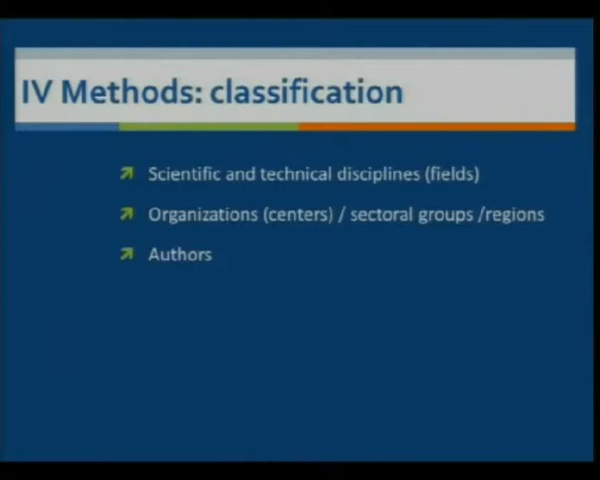 IV Methods: classification
Scientific and technical disciplines (fields)
Organizations (centers) / sectoral groups /regions
Authors